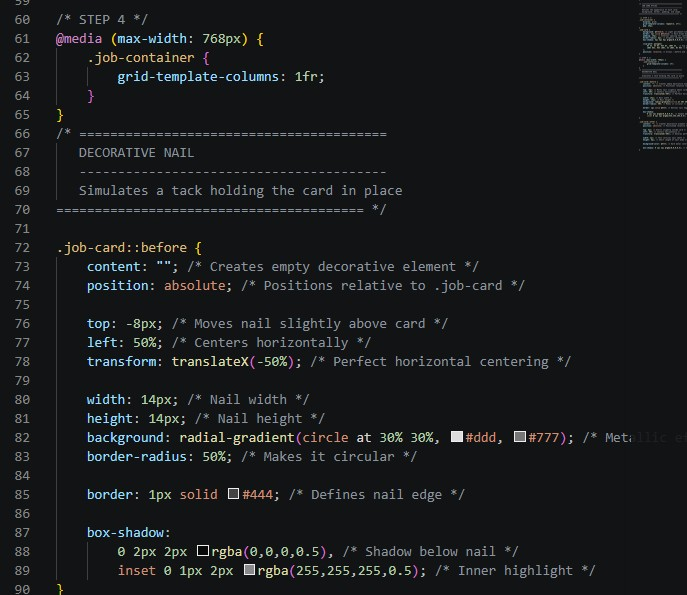 59
60 /* STEP 4 */
61 @media (max-width: 768px) {
62 .job-container {
63 grid-template-columns: 1fr;
64 }
65 }
66 /* ========================================
67 DECORATIVE NAIL
68 ----------------------------------------
69 Simulates a tack holding the card in place
70 ======================================== */
71
72 .job-card::before {
73 content: ""; /* Creates empty decorative element */
74 position: absolute; /* Positions relative to .job-card */
75
76 top: -8px; /* Moves nail slightly above card */
77 left: 50%; /* Centers horizontally */
78 transform: translateX(-50%); /* Perfect horizontal centering */
79
80 width: 14px; /* Nail width */
81 height: 14px; /* Nail height */
82 background: radial-gradient(circle at 30% 30%, #ddd, #777); /* Metallic ef
83 border-radius: 50%; /* Makes it circular */
84
85 border: 1px solid #444; /* Defines nail edge */
86
87 box-shadow:
88 0 2px 2px rgba(0,0,0,0.5), /* Shadow below nail */
89 inset 0 1px 2px rgba(255,255,255,0.5); /* Inner highlight */
90 }